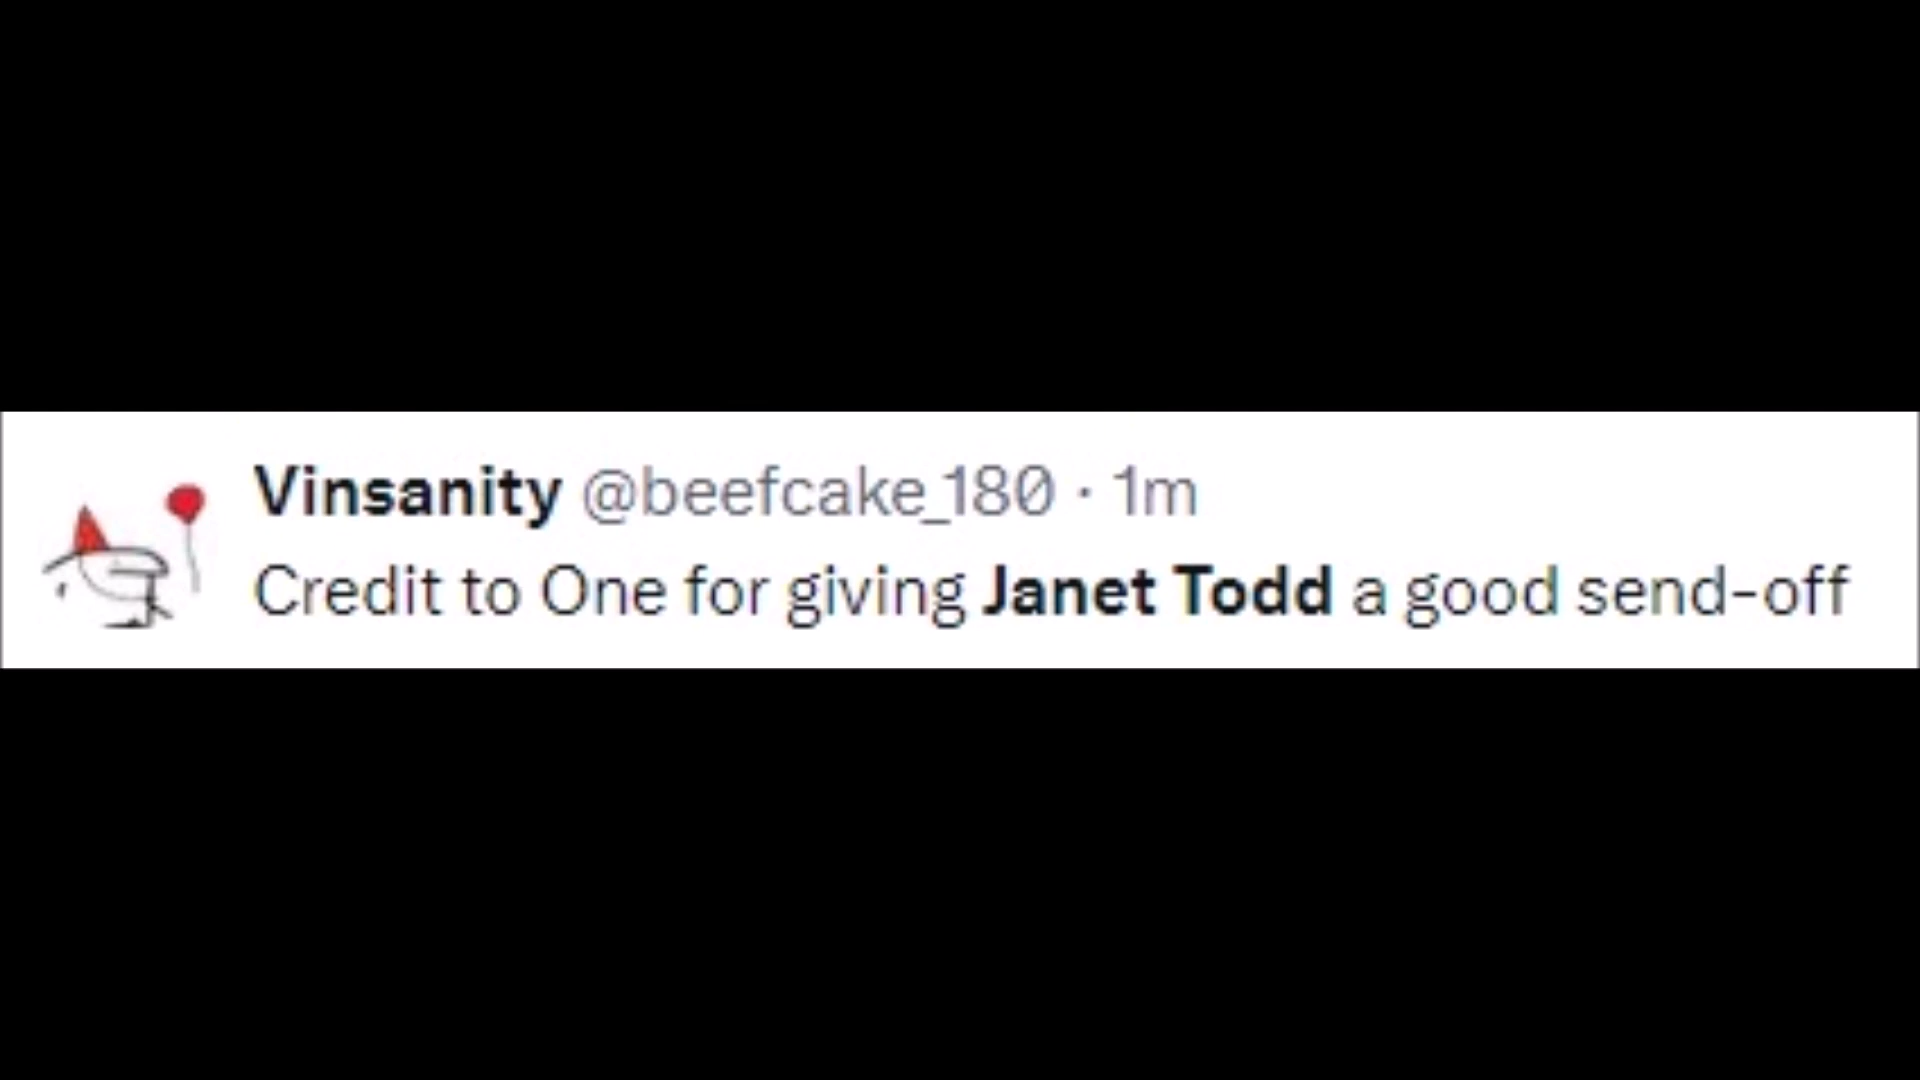 Vinsanity @beefcake_180 · 1m
Credit to One for giving Janet Todd a good send-off